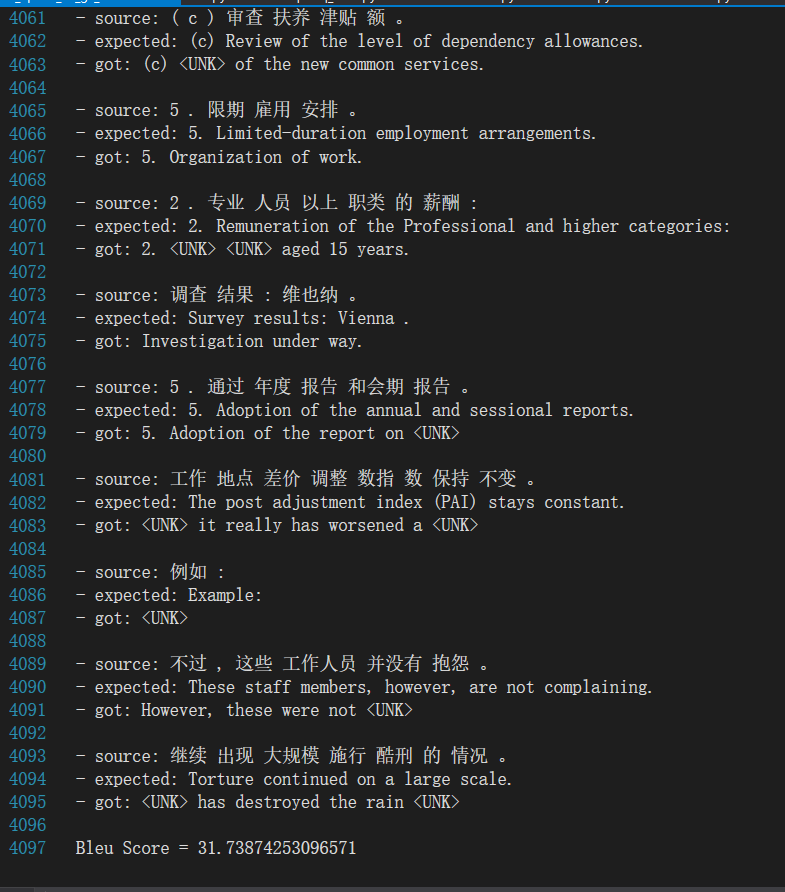 4061 - source: ( c ) 审查 扶养 津贴 额 。
4062 - expected: (c) Review of the level of dependency allowances.
4063 - got: (c) <UNK> of the new common services.
4064
4065 - source: 5 . 限期 雇用 安排 。
4066 - expected: 5. Limited-duration employment arrangements.
4067 - got: 5. Organization of work.
4068
4069 - source: 2 . 专业 人员 以上 职类 的 薪酬 :
4070 - expected: 2. Remuneration of the Professional and higher categories:
4071 - got: 2. <UNK> <UNK> aged 15 years.
4072
4073 - source: 调查 结果 : 维也纳 。
4074 - expected: Survey results: Vienna .
4075 - got: Investigation under way.
4076
4077 - source: 5 . 通过 年度 报告 和会期 报告 。
4078 - expected: 5. Adoption of the annual and sessional reports.
4079 - got: 5. Adoption of the report on <UNK>
4080
4081 - source: 工作 地点 差价 调整 数指 数 保持 不变 。
4082 - expected: The post adjustment index (PAI) stays constant.
4083 - got: <UNK> it really has worsened a <UNK>
4084
4085 - source: 例如 :
4086 - expected: Example:
4087 - got: <UNK>
4088
4089 - source: 不过 , 这些 工作人员 并没有 抱怨 。
4090 - expected: These staff members, however, are not complaining.
4091 - got: However, these were not <UNK>
4092
4093 - source: 继续 出现 大规模 施行 酷刑 的 情况 。
4094 - expected: Torture continued on a large scale.
4095 - got: <UNK> has destroyed the rain <UNK>
4096
4097 Bleu Score = 31.73874253096571